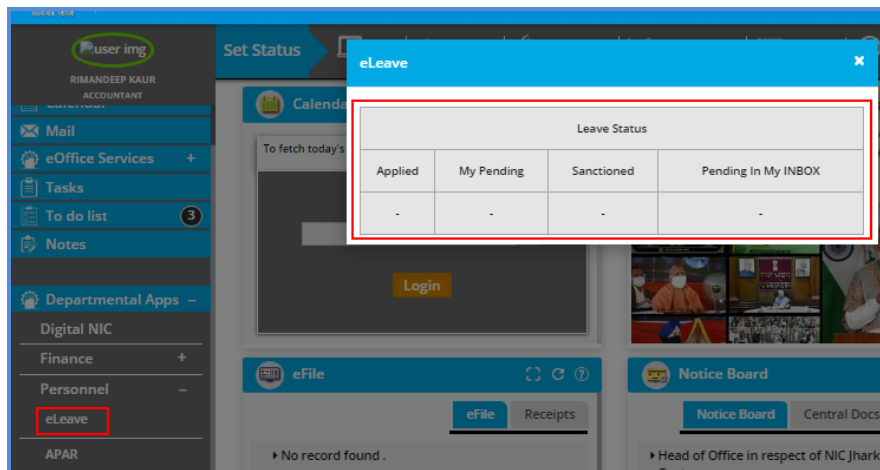 user img
RIMANDEEP KAUR
ACCOUNTANT
Calendar
Mail
eOffice Services +
Tasks
To do list 3
Notes
Departmental Apps –
Digital NIC
Finance +
Personnel –
eLeave
APAR
Set Status
Calenda
To fetch today's
Login
eLeave ×
Leave Status
Applied My Pending Sanctioned Pending In My INBOX
- - - -
eFile
eFile Receipts
No record found .
Notice Board
Notice Board Central Docs
Head of Office in respect of NIC Jhark